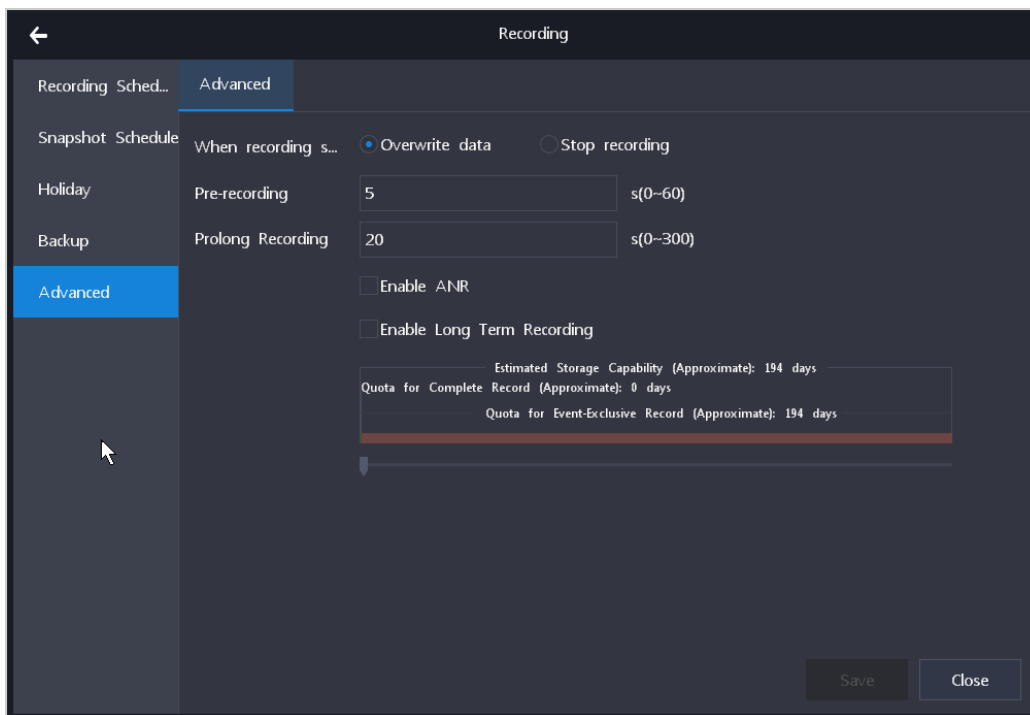 Recording
Recording Sched...
Advanced
Snapshot Schedule
When recording s...
Overwrite data
Stop recording
Holiday
Pre-recording
5
s(0~60)
Backup
Prolong Recording
20
s(0~300)
Advanced
Enable ANR
Enable Long Term Recording
Estimated Storage Capability (Approximate): 194 days
Quota for Complete Record (Approximate): 0 days
Quota for Event-Exclusive Record (Approximate): 194 days
Save
Close